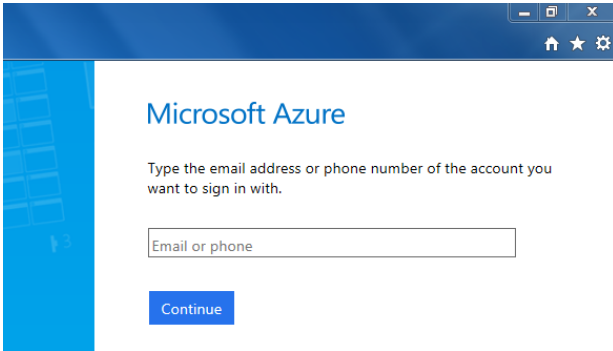 Microsoft Azure
Type the email address or phone number of the account you
want to sign in with.
Email or phone
3
Continue